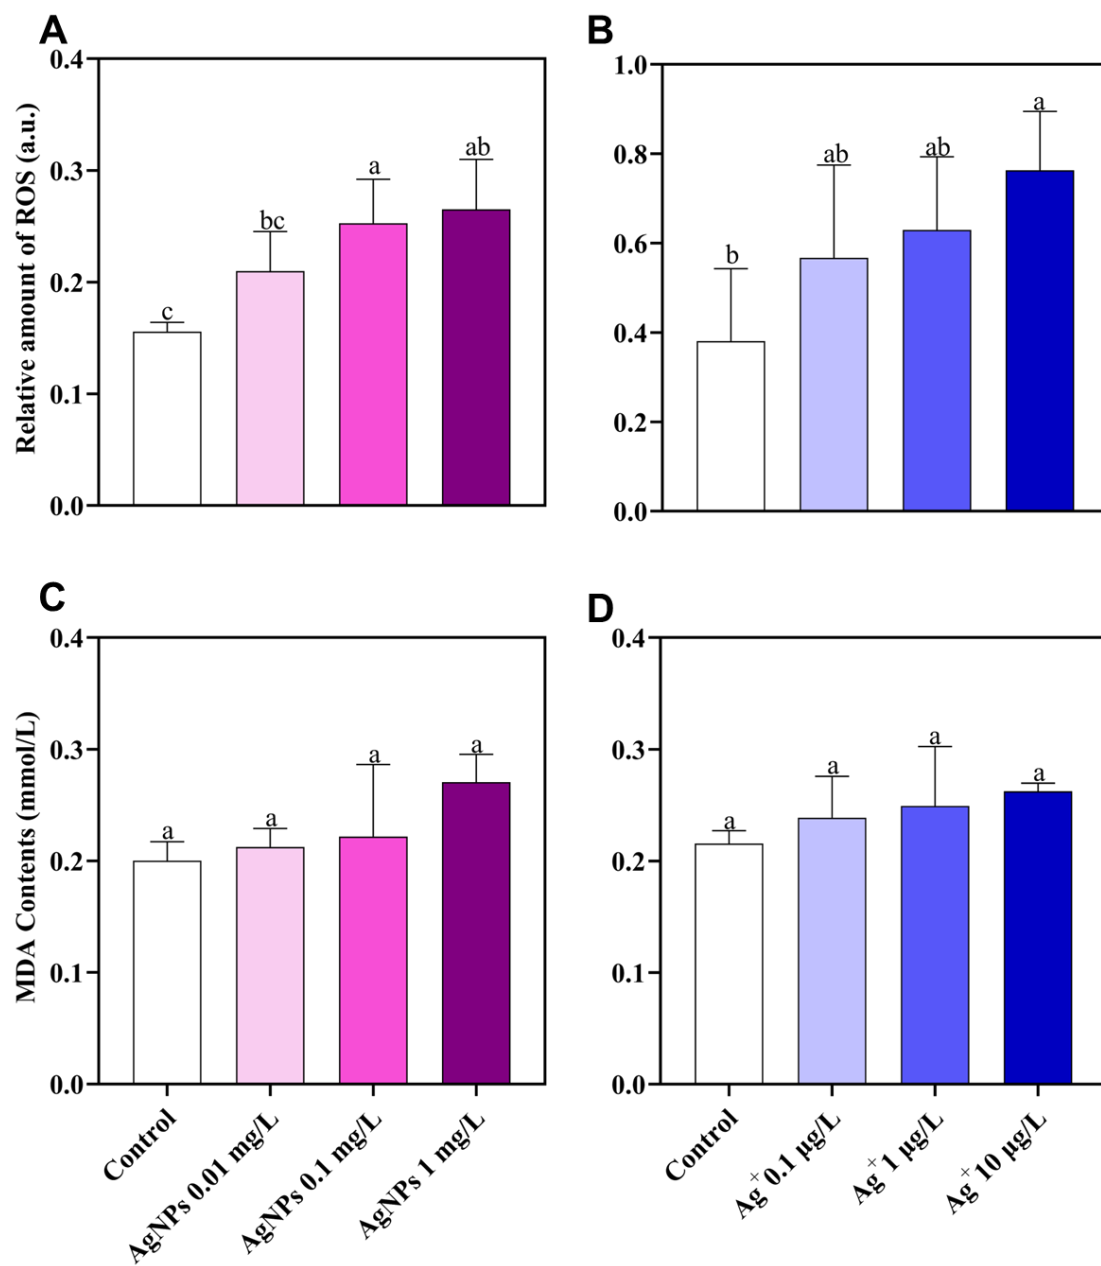 A
Relative amount of ROS (a.u.)
0.4
0.3
0.2
0.1
0.0
c
bc
a
ab
B
1.0
0.8
0.6
0.4
0.2
0.0
b
ab
ab
a
C
MDA Contents (mmol/L)
0.4
0.3
0.2
0.1
0.0
a
a
a
a
Control
AgNPs 0.01 mg/L
AgNPs 0.1 mg/L
AgNPs 1 mg/L
D
0.4
0.3
0.2
0.1
0.0
a
a
a
a
Control
Ag⁺ 0.1 µg/L
Ag⁺ 1 µg/L
Ag⁺ 10 µg/L